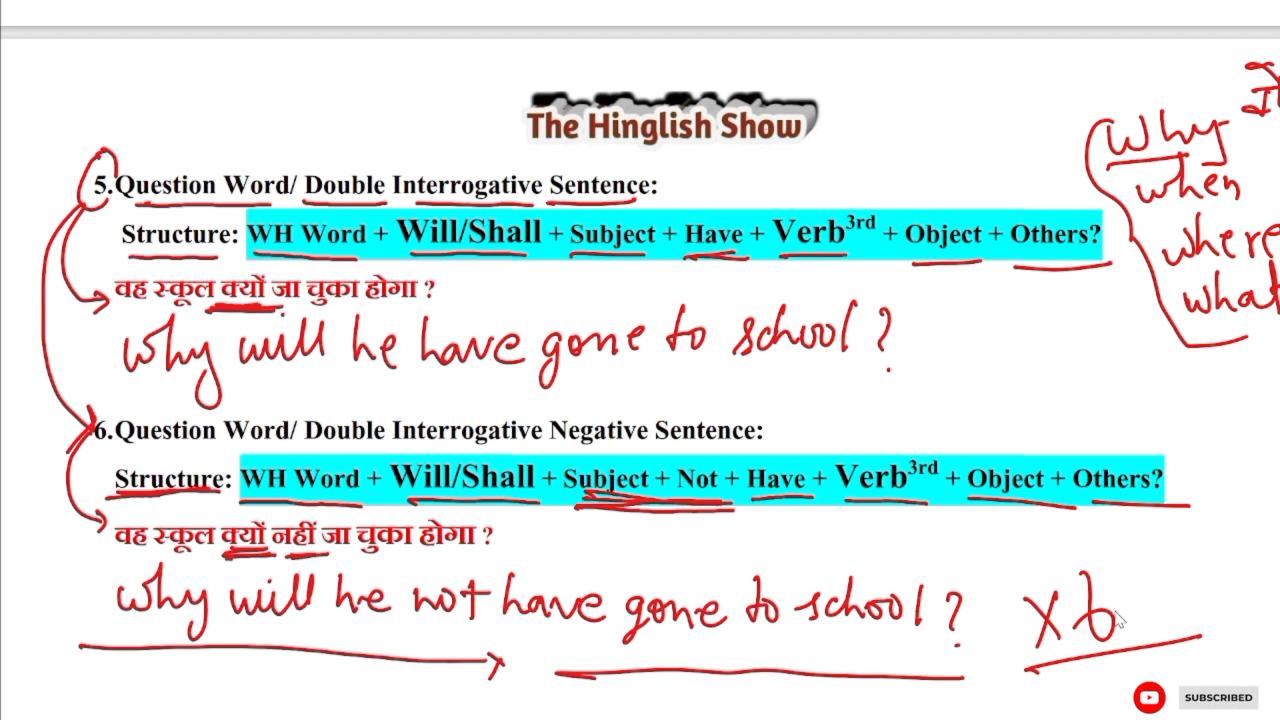 The Hinglish Show
5.Question Word/ Double Interrogative Sentence:
Structure: WH Word + Will/Shall + Subject + Have + Verb3rd + Object + Others?
वह स्कूल क्यों जा चुका होगा ?
why will he have gone to school?
6.Question Word/ Double Interrogative Negative Sentence:
Structure: WH Word + Will/Shall + Subject + Not + Have + Verb3rd + Object + Others?
वह स्कूल क्यों नहीं जा चुका होगा ?
why will he not have gone to school?
Why
when
where
what
SUBSCRIBED